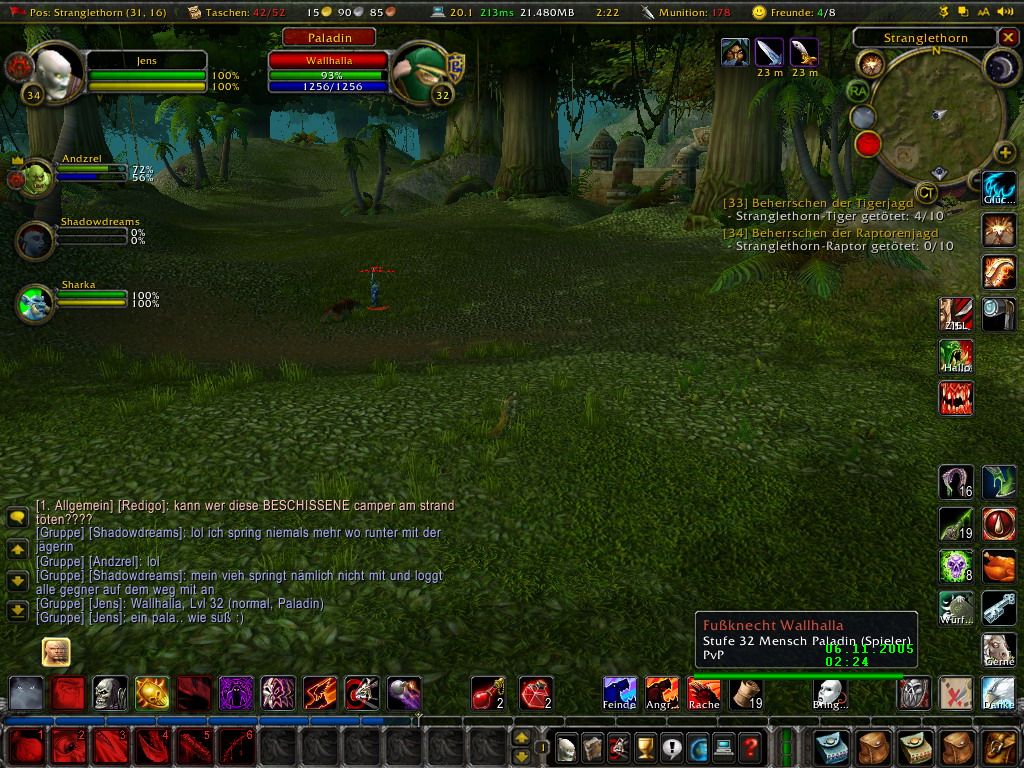 Pos: Stranglethorn (31, 16)
Taschen: 42/52
15 90 85
20.1 213ms 21.480MB
2:22
Munition: 178
Freunde: 4/8
Jens
100%
100%
34
Paladin
Wallhalla
93%
1256/1256
32
23 m
23 m
Stranglethorn
N
RA
CT
Andzrel
72%
56%
Shadowdreams
0%
0%
Sharka
100%
100%
[33] Beherrschen der Tigerjagd
- Stranglethorn-Tiger getötet: 4/10
[34] Beherrschen der Raptorenjagd
- Stranglethorn-Raptor getötet: 0/10
Glüc...
ZIEL
Hallo
16
19
8
Würf...
Gerne
[1. Allgemein] [Redigo]: kann wer diese BESCHISSENE camper am strand
töten????
[Gruppe] [Shadowdreams]: lol ich spring niemals mehr wo runter mit der
jägerin
[Gruppe] [Andzrel]: lol
[Gruppe] [Shadowdreams]: mein vieh springt nämlich nicht mit und loggt
alle gegner auf dem weg mit an
[Gruppe] [Jens]: Wallhalla, Lvl 32 (normal, Paladin)
[Gruppe] [Jens]: ein pala.. wie süß :)
Fußknecht Wallhalla
Stufe 32 Mensch Paladin (Spieler)
PvP
06.11.2005
02:24
2
2
Feinde
Angr...
Rache
19
Bring...
Danke
1
2
3
4
5
6
1